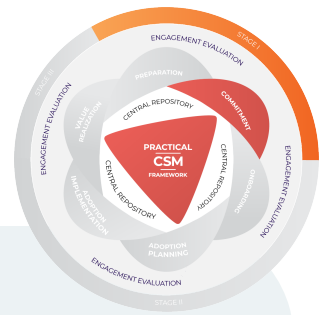 STAGE I
ENGAGEMENT EVALUATION
PREPARATION
COMMITMENT
CENTRAL REPOSITORY
PRACTICAL
CSM
FRAMEWORK
CENTRAL REPOSITORY
CENTRAL REPOSITORY
ONBOARDING
ENGAGEMENT EVALUATION
ADOPTION
PLANNING
ENGAGEMENT EVALUATION
STAGE II
ADOPTION
IMPLEMENTATION
VALUE
REALIZATION
ENGAGEMENT EVALUATION
STAGE III